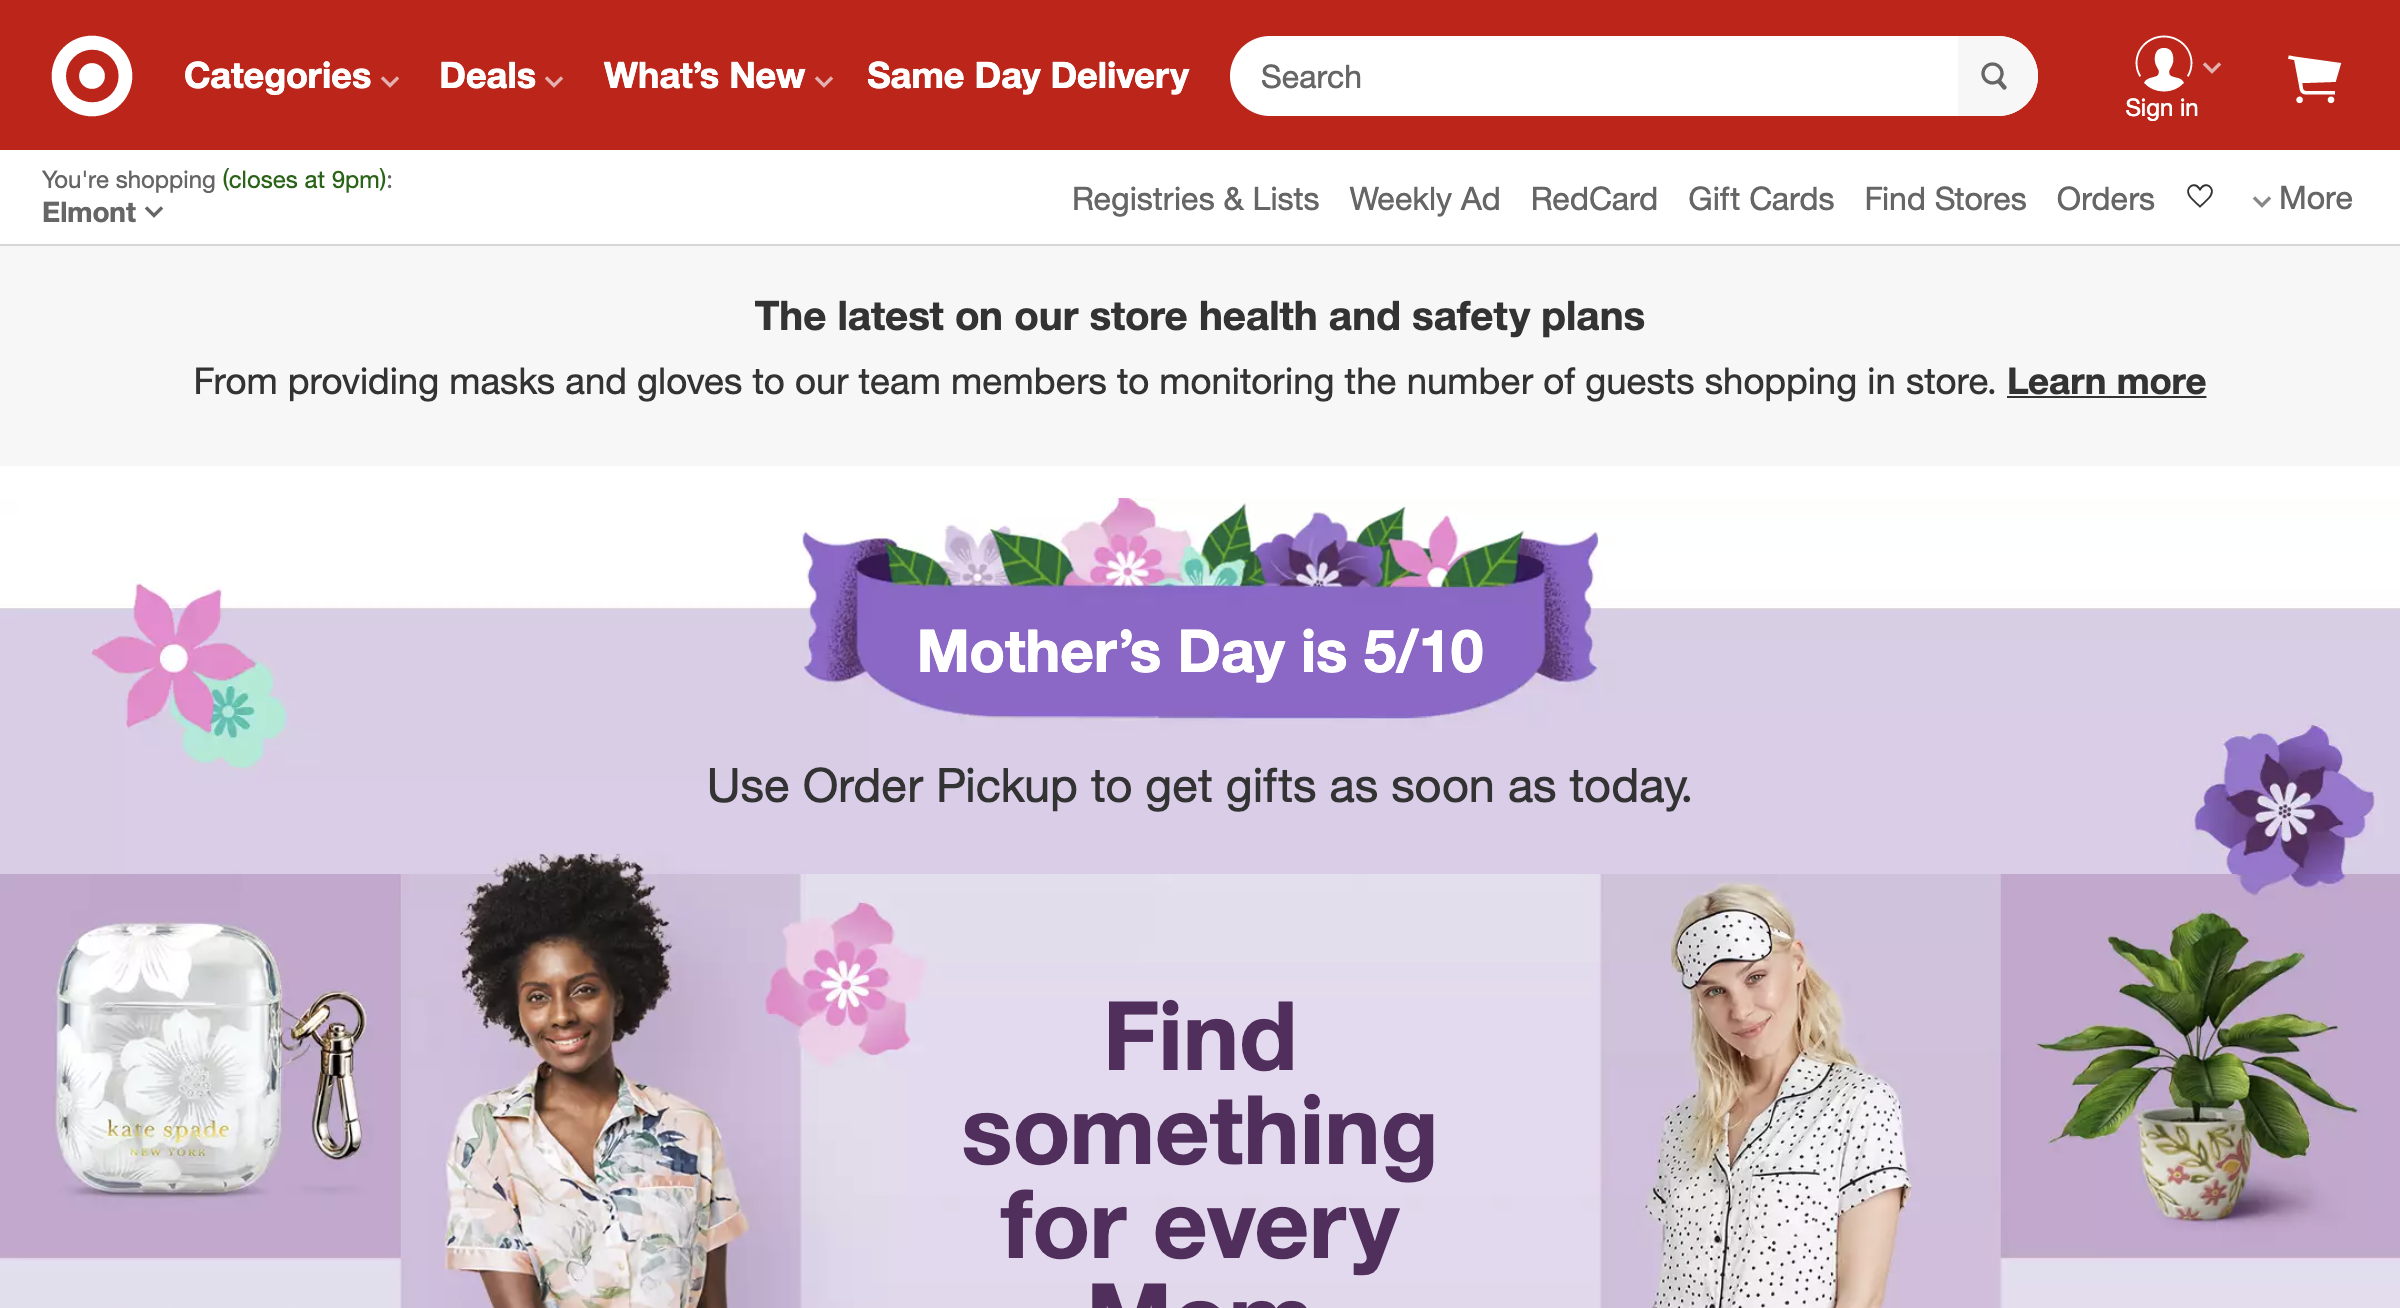 Categories Deals What's New Same Day Delivery Search Sign in
You're shopping (closes at 9pm):
Elmont
Registries & Lists Weekly Ad RedCard Gift Cards Find Stores Orders More
The latest on our store health and safety plans
From providing masks and gloves to our team members to monitoring the number of guests shopping in store. Learn more
Mother's Day is 5/10
Use Order Pickup to get gifts as soon as today.
kate spade
NEW YORK
Find
something
for every
Mom